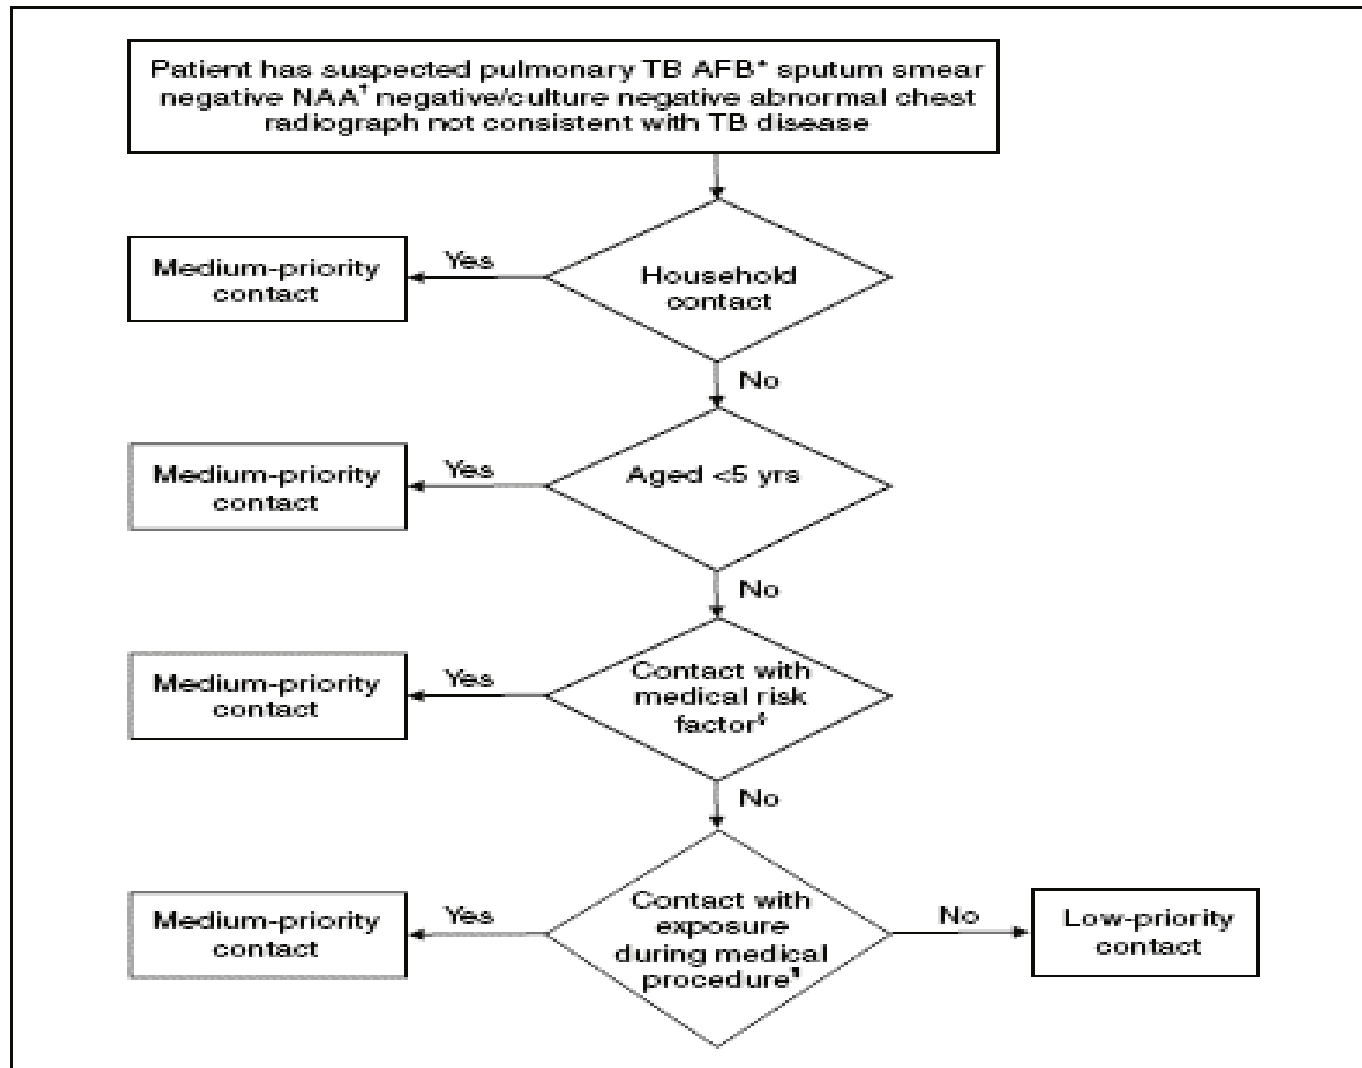 Patient has suspected pulmonary TB AFB* sputum smear
negative NAA† negative/culture negative abnormal chest
radiograph not consistent with TB disease
Medium-priority
contact
Yes
Household
contact
No
Medium-priority
contact
Yes
Aged <5 yrs
No
Medium-priority
contact
Yes
Contact with
medical risk
factor§
No
Medium-priority
contact
Yes
Contact with
exposure
during medical
procedure¶
No
Low-priority
contact